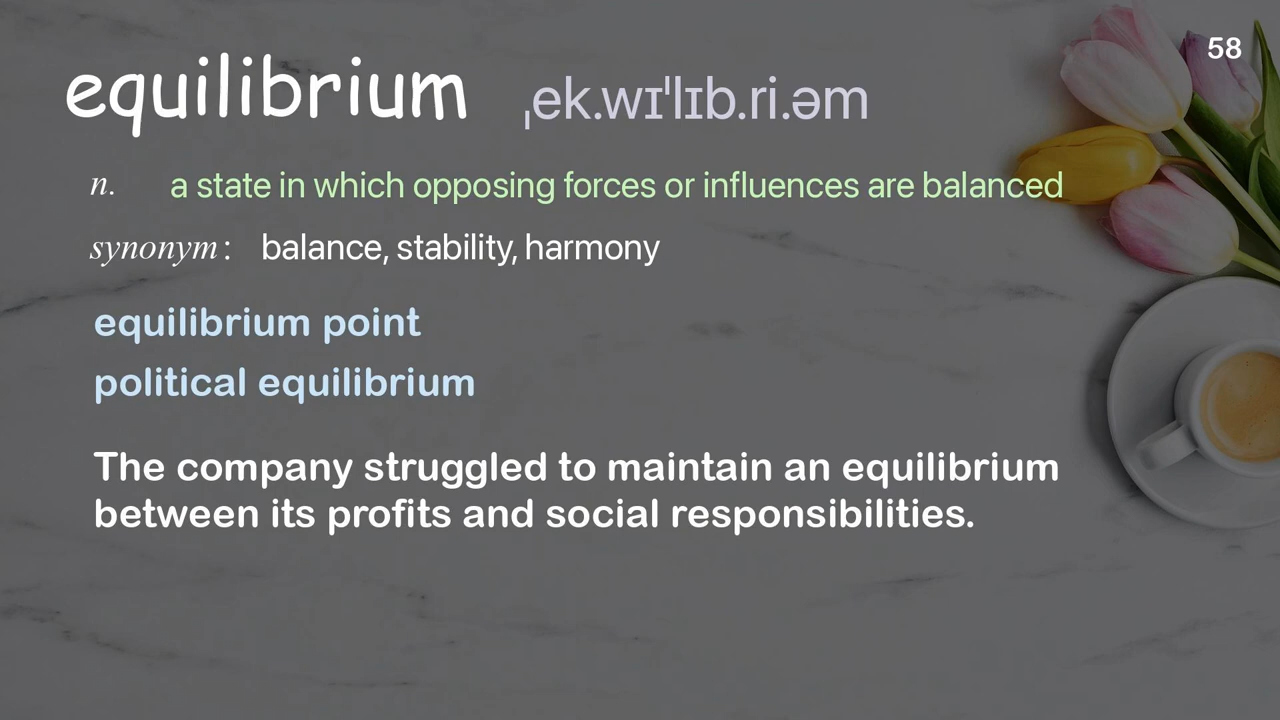 58
equilibrium ˌek.wɪˈlɪb.ri.əm
n. a state in which opposing forces or influences are balanced
synonym: balance, stability, harmony
equilibrium point
political equilibrium
The company struggled to maintain an equilibrium
between its profits and social responsibilities.